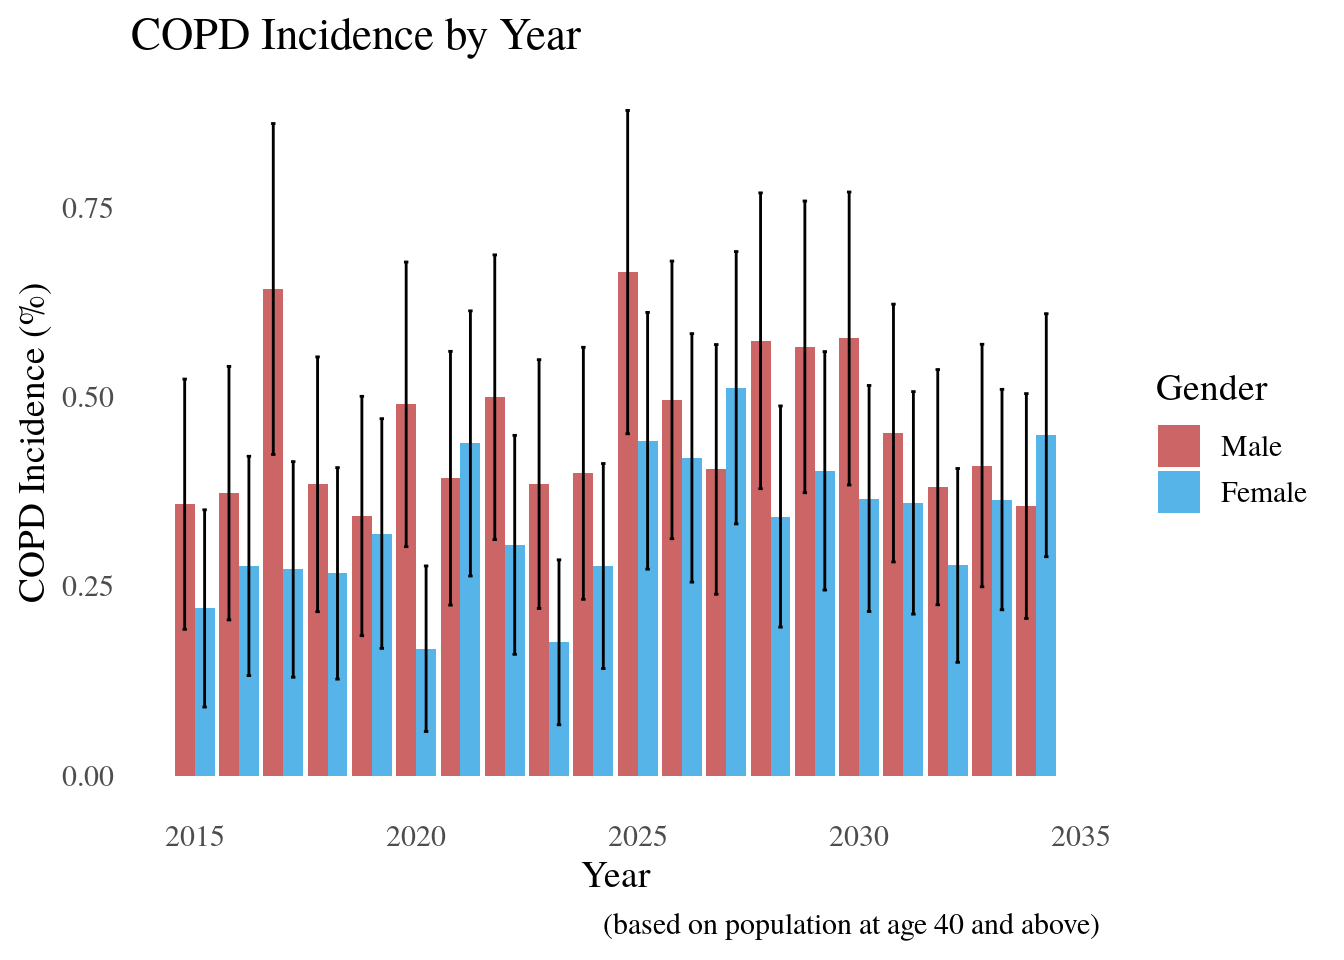 COPD Incidence by Year
COPD Incidence (%)
0.75
0.50
0.25
0.00
2015 2020 2025 2030 2035
Year
(based on population at age 40 and above)
Gender
Male
Female